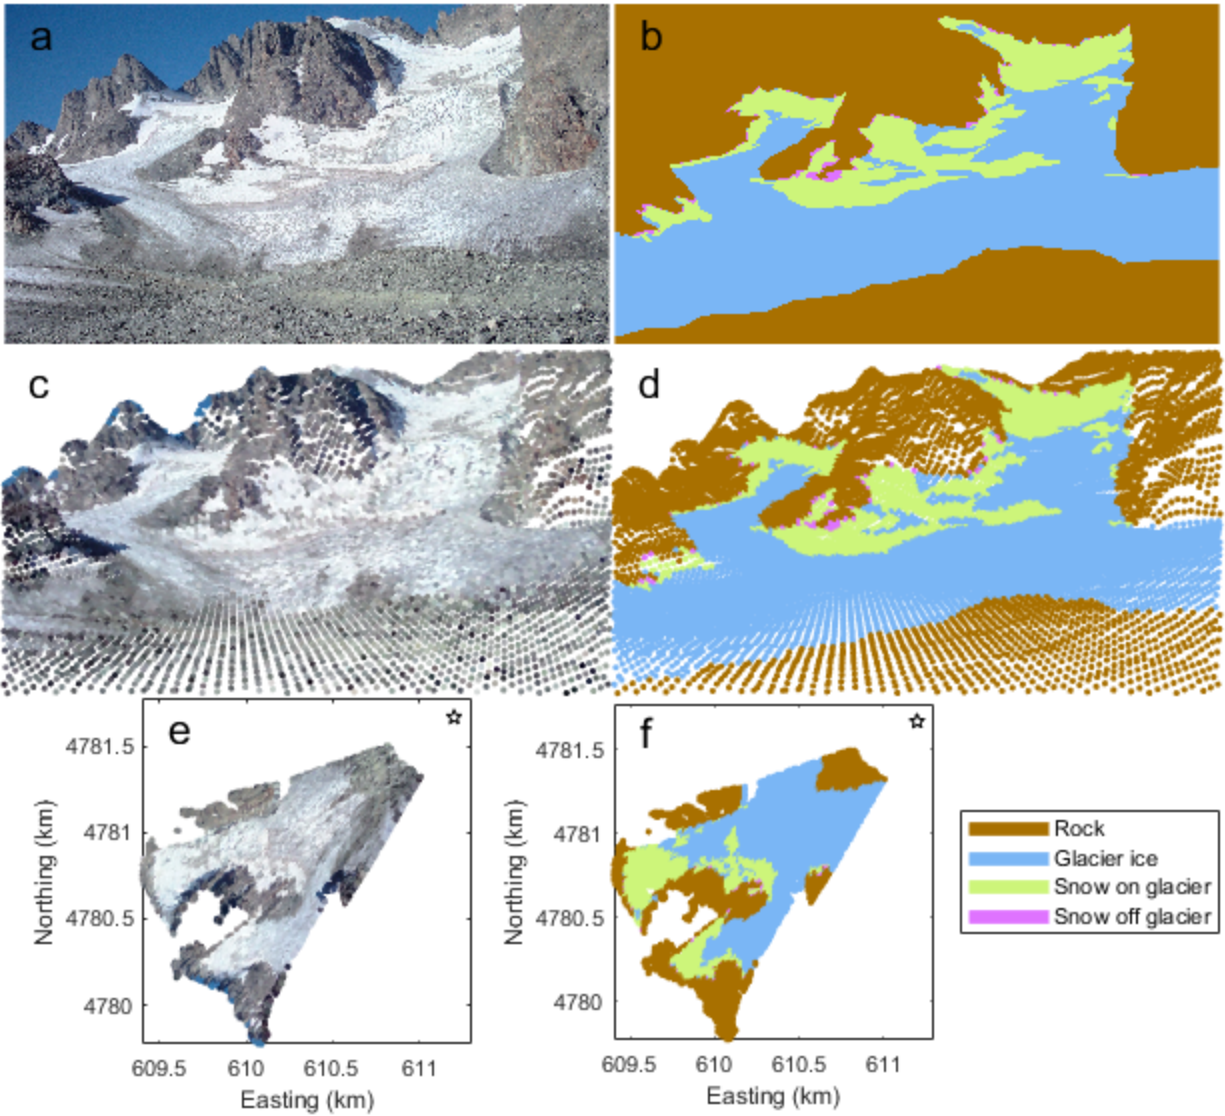 a
b
c
d
e
f
4781.5
4781
4780.5
4780
Northing (km)
609.5
610
610.5
611
Easting (km)
4781.5
4781
4780.5
4780
Northing (km)
609.5
610
610.5
611
Easting (km)
Rock
Glacier ice
Snow on glacier
Snow off glacier